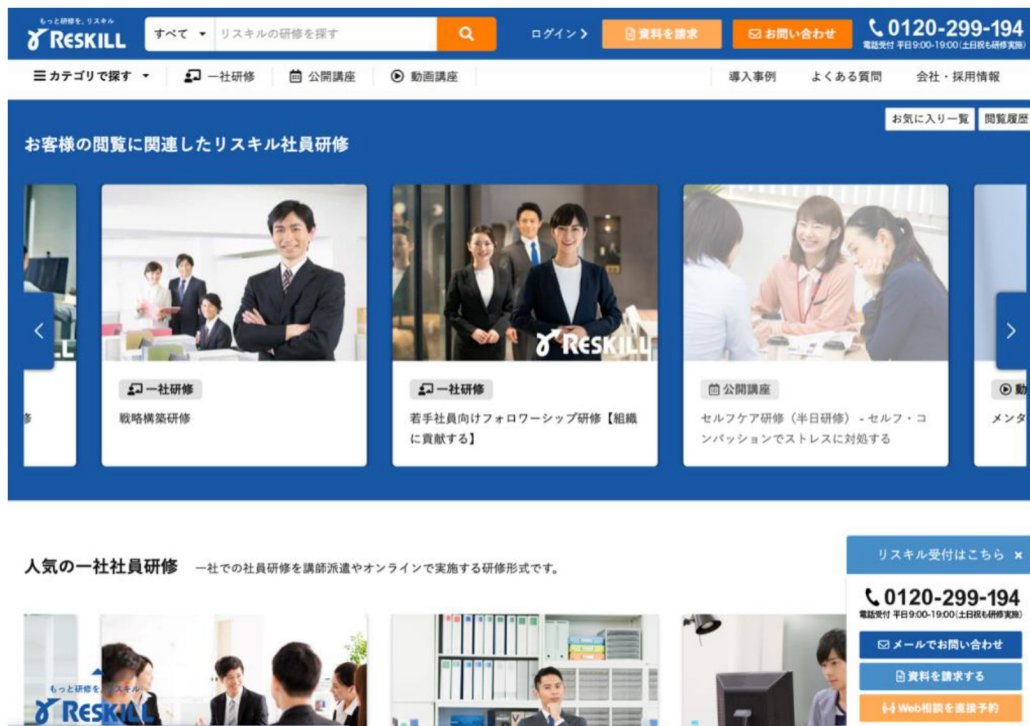 もっと研修を、リスキル
RESKILL
すべて
リスキルの研修を探す
ログイン
資料を請求
お問い合わせ
0120-299-194
電話受付 平日9:00-19:00(土日祝も研修実施)
カテゴリで探す
一社研修
公開講座
動画講座
導入事例
よくある質問
会社・採用情報
お気に入り一覧
閲覧履歴
お客様の閲覧に関連したリスキル社員研修
RESKILL
一社研修
一社研修
公開講座
動
修
戦略構築研修
若手社員向けフォロワーシップ研修【組織
に貢献する】
セルフケア研修（半日研修） - セルフ・コ
ンパッションでストレスに対処する
メンタ
人気の一社社員研修
一社での社員研修を講師派遣やオンラインで実施する研修形式です。
リスキル受付はこちら ×
0120-299-194
電話受付 平日9:00-19:00(土日祝も研修実施)
メールでお問い合わせ
資料を請求する
Web相談を直接予約
もっと研修を、リスキル
RESKILL